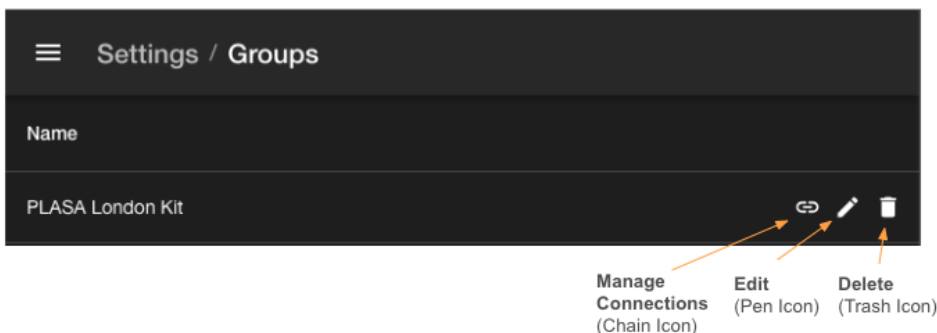 Settings / Groups
Name
PLASA London Kit
Manage
Connections
(Chain Icon)
Edit
(Pen Icon)
Delete
(Trash Icon)